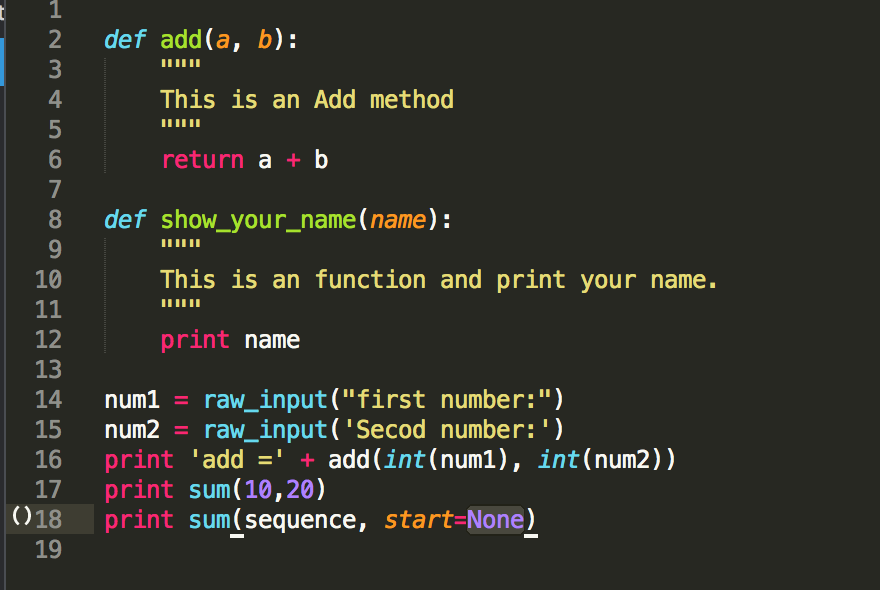 t
1
2 def add(a, b):
3 """
4 This is an Add method
5 """
6 return a + b
7
8 def show_your_name(name):
9 """
10 This is an function and print your name.
11 """
12 print name
13
14 num1 = raw_input("first number:")
15 num2 = raw_input('Secod number:')
16 print 'add =' + add(int(num1), int(num2))
17 print sum(10,20)
()18 print sum(sequence, start=None)
19